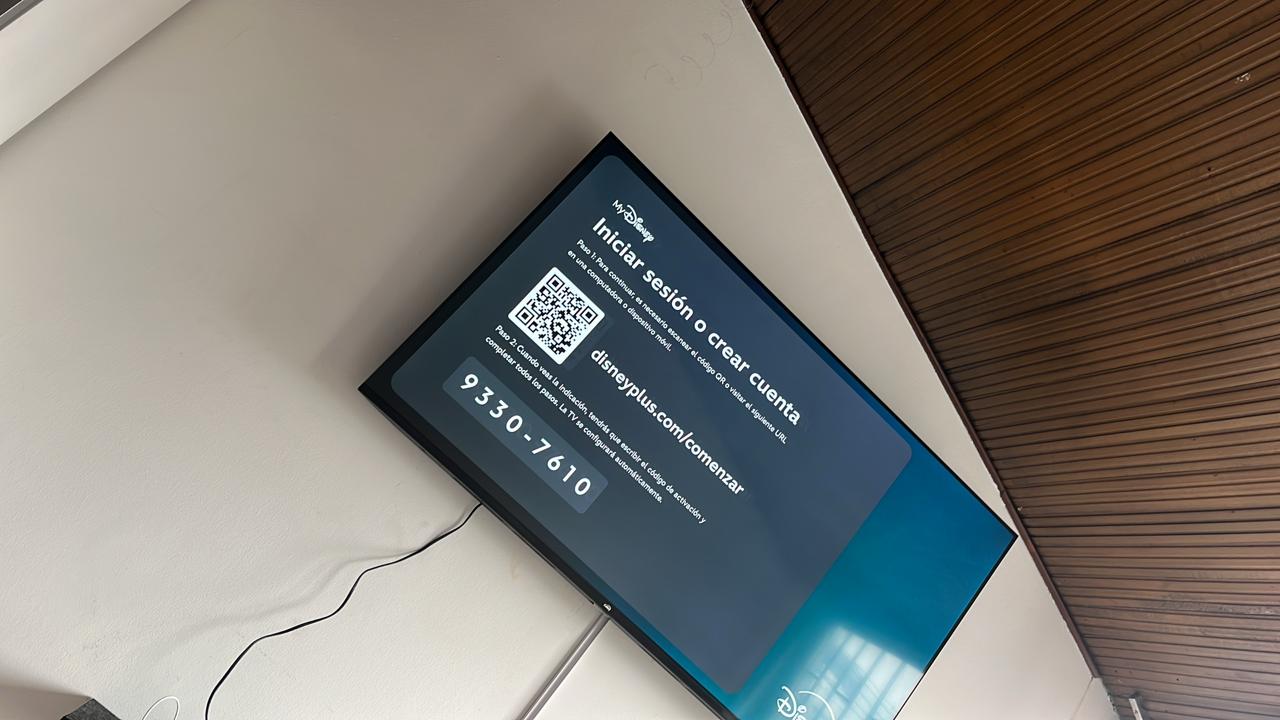 My Disney
Iniciar sesión o crear cuenta
Paso 1: Para continuar, es necesario escanear el código QR o visitar el siguiente URL
en una computadora o dispositivo móvil.
disneyplus.com/comenzar
Paso 2: Cuando veas la indicación, tendrás que escribir el código de activación y
completar todos los pasos. La TV se configurará automáticamente.
9330-7610